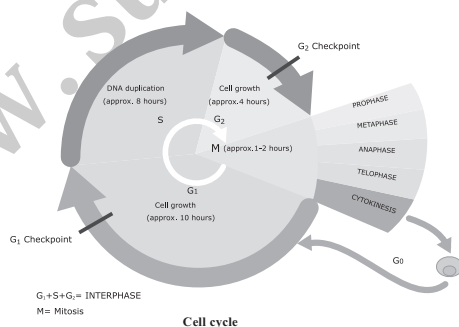 G₂ Checkpoint
DNA duplication
(approx. 8 hours)
S
Cell growth
(approx.4 hours)
G₂
M (approx.1-2 hours)
PROPHASE
METAPHASE
ANAPHASE
TELOPHASE
CYTOKINESIS
G1
Cell growth
(approx. 10 hours)
G₁ Checkpoint
G0
G₁+S+G₂= INTERPHASE
M= Mitosis
Cell cycle